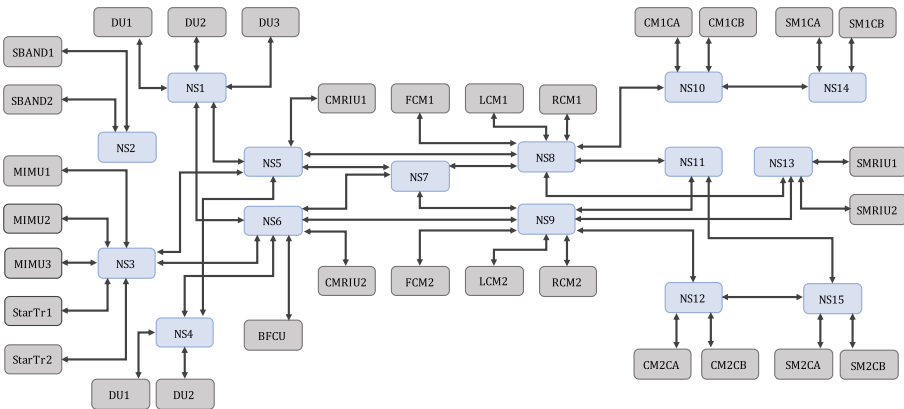 DU1
DU2
DU3
CM1CA
CM1CB
SM1CA
SM1CB
SBAND1
SBAND2
NS1
CMRIU1
FCM1
LCM1
RCM1
NS10
NS14
NS2
MIMU1
NS5
NS7
NS8
NS11
NS13
SMRIU1
MIMU2
NS6
NS9
SMRIU2
MIMU3
NS3
CMRIU2
FCM2
LCM2
RCM2
StarTr1
NS4
BFCU
NS12
NS15
StarTr2
DU1
DU2
CM2CA
CM2CB
SM2CA
SM2CB